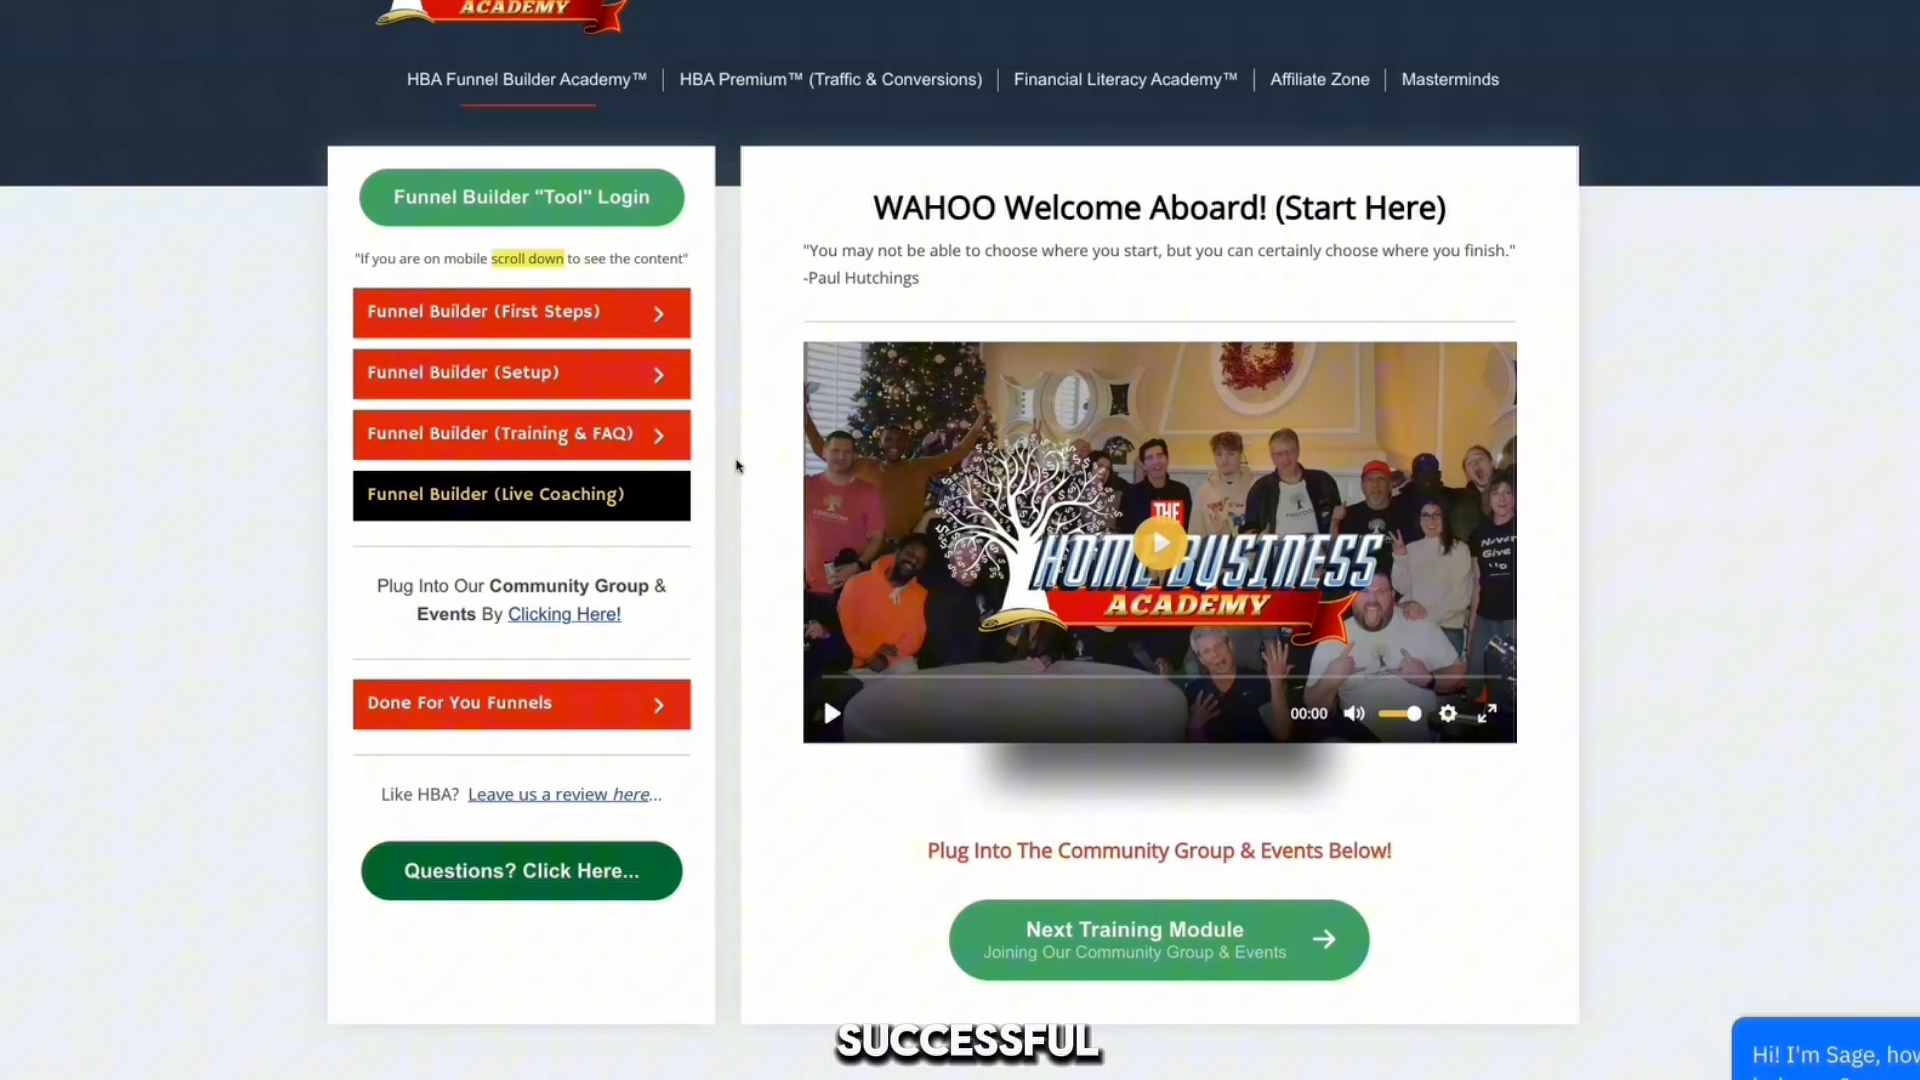 ACADEMY
HBA Funnel Builder Academy™
HBA Premium™ (Traffic & Conversions)
Financial Literacy Academy™
Affiliate Zone
Masterminds
Funnel Builder "Tool" Login
"If you are on mobile scroll down to see the content"
Funnel Builder (First Steps)
Funnel Builder (Setup)
Funnel Builder (Training & FAQ)
Funnel Builder (Live Coaching)
Plug Into Our Community Group &
Events By Clicking Here!
Done For You Funnels
Like HBA? Leave us a review here...
Questions? Click Here...
WAHOO Welcome Aboard! (Start Here)
"You may not be able to choose where you start, but you can certainly choose where you finish."
-Paul Hutchings
THE
HOME BUSINESS
ACADEMY
NEVER
GIVE
00:00
Plug Into The Community Group & Events Below!
Next Training Module
Joining Our Community Group & Events
SUCCESSFUL
Hi! I'm Sage, how